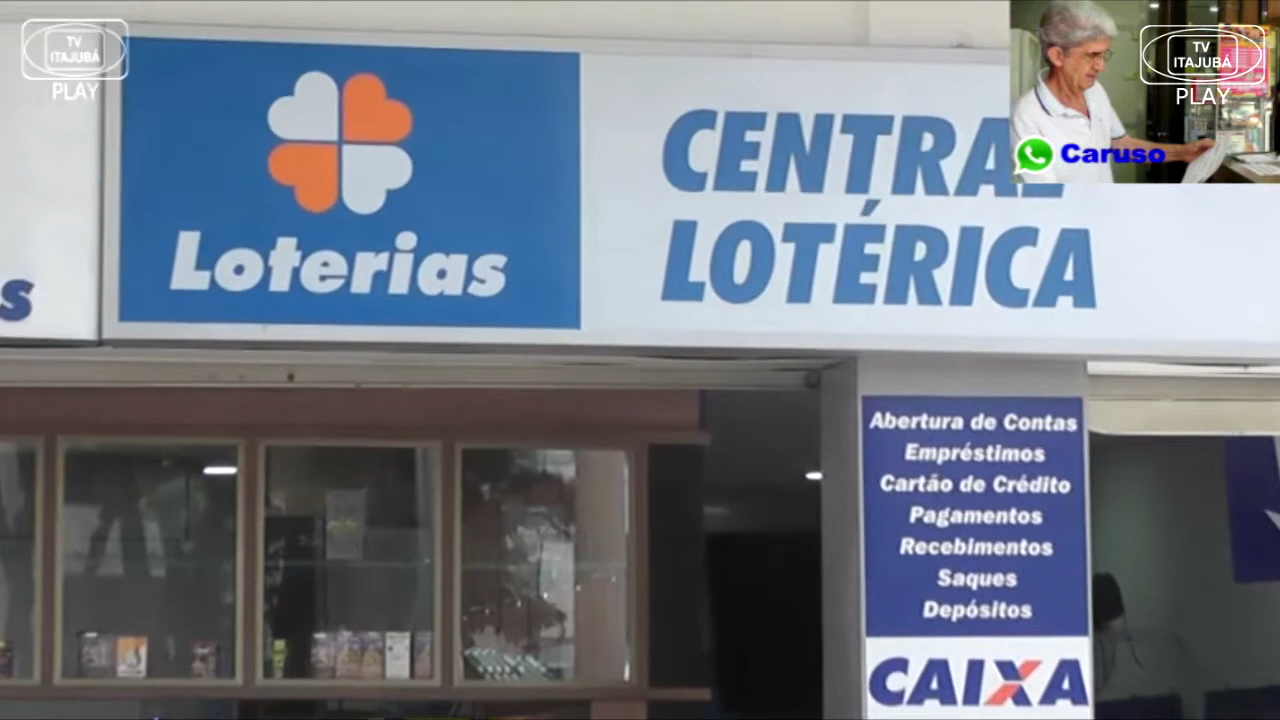 TV
ITAJUBÁ
PLAY
TV
ITAJUBÁ
PLAY
Caruso
Loterias
CENTRAL
LOTÉRICA
s
Abertura de Contas
Empréstimos
Cartão de Crédito
Pagamentos
Recebimentos
Saques
Depósitos
CAIXA